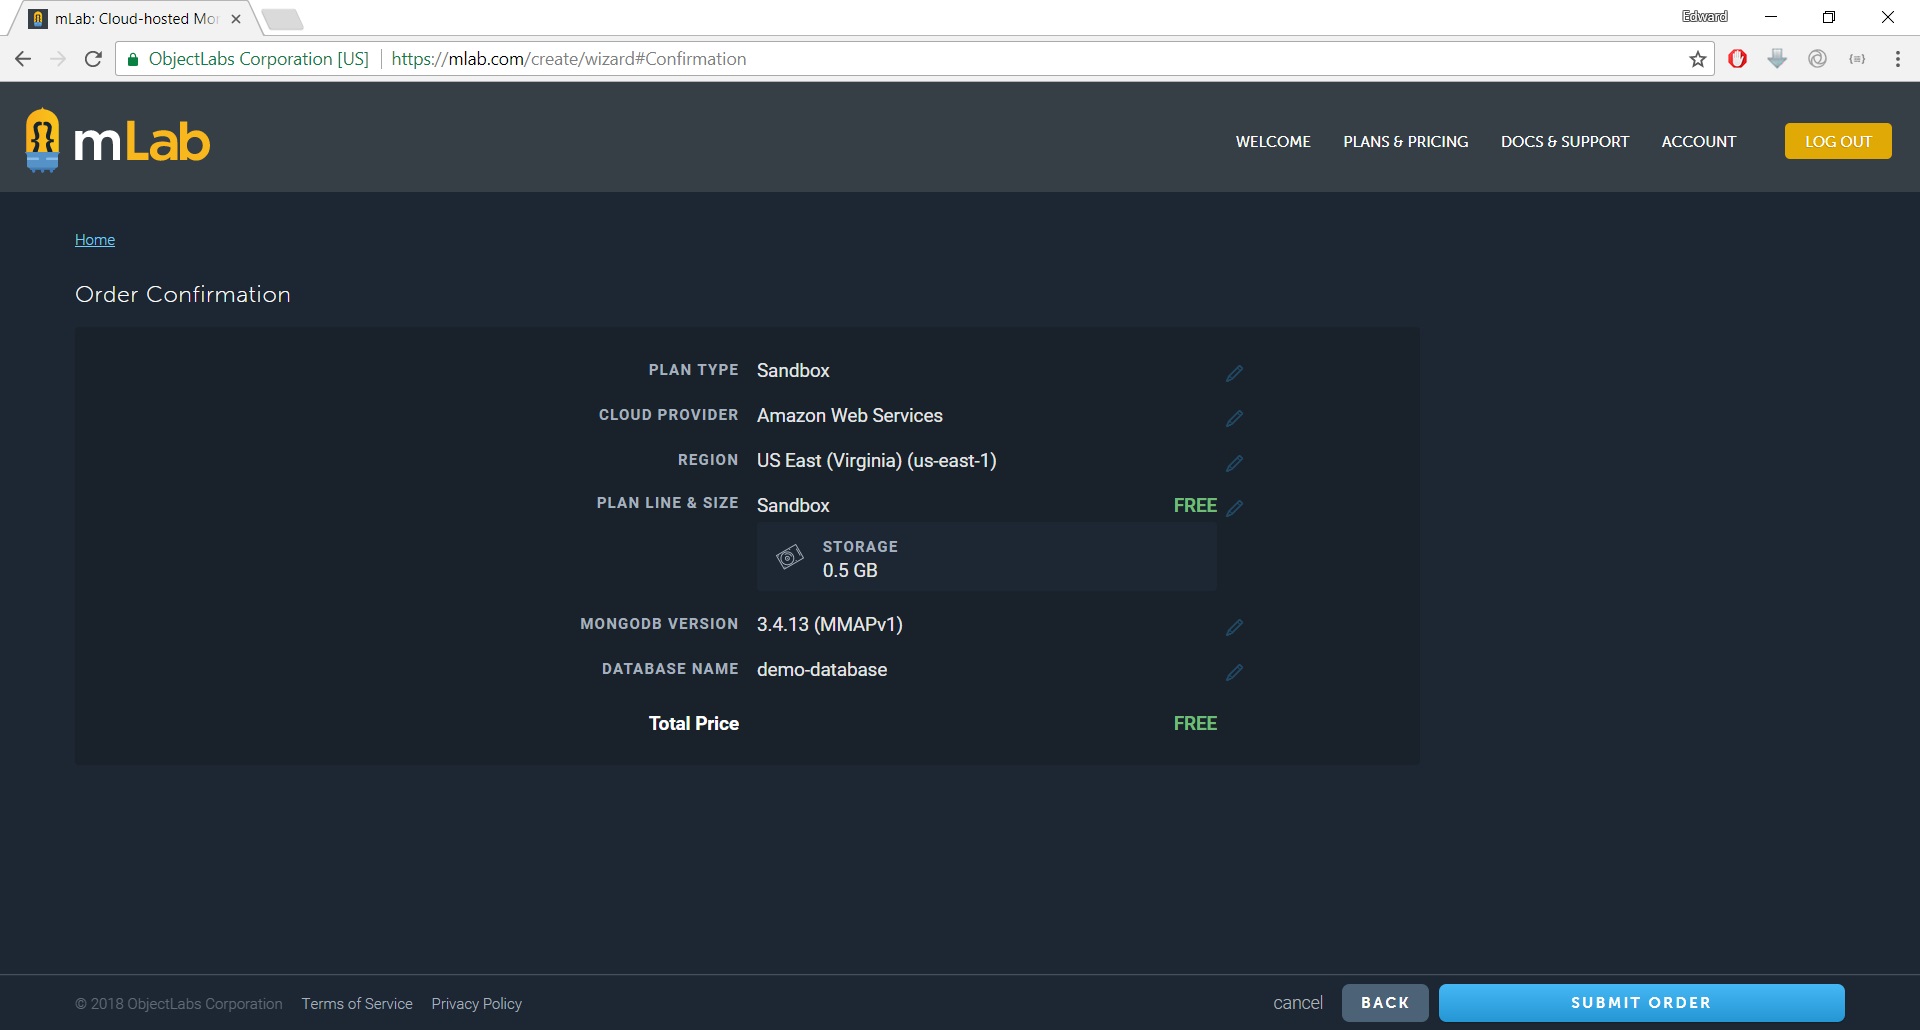 mLab: Cloud-hosted Mor
Edward
ObjectLabs Corporation [US] https://mlab.com/create/wizard#Confirmation
mLab
WELCOME PLANS & PRICING DOCS & SUPPORT ACCOUNT LOG OUT
Home
Order Confirmation
PLAN TYPE Sandbox
CLOUD PROVIDER Amazon Web Services
REGION US East (Virginia) (us-east-1)
PLAN LINE & SIZE Sandbox FREE
STORAGE
0.5 GB
MONGODB VERSION 3.4.13 (MMAPv1)
DATABASE NAME demo-database
Total Price FREE
© 2018 ObjectLabs Corporation Terms of Service Privacy Policy cancel BACK SUBMIT ORDER